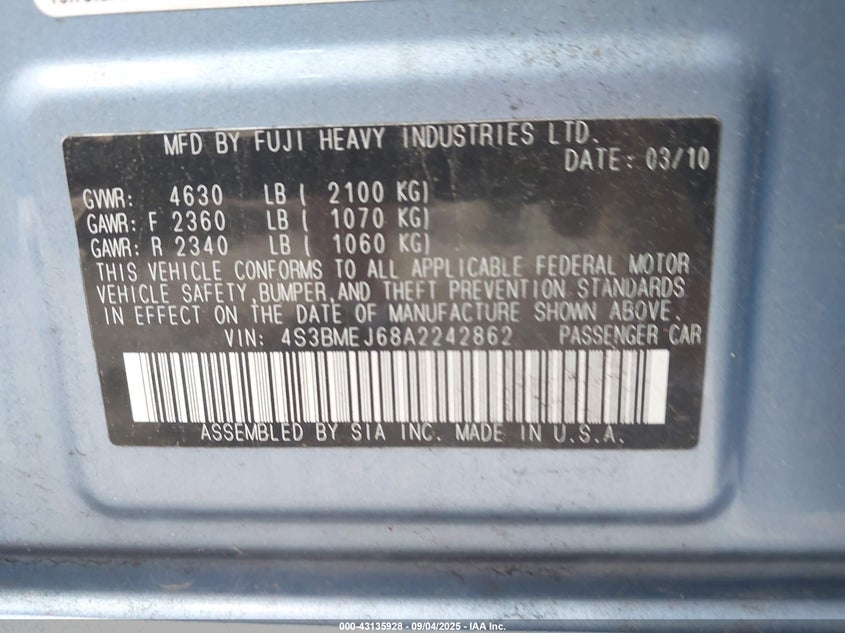 MFD BY FUJI HEAVY INDUSTRIES LTD.
DATE: 03/10
GVWR: 4630 LB ( 2100 KG)
GAWR: F 2360 LB ( 1070 KG)
GAWR: R 2340 LB ( 1060 KG)
THIS VEHICLE CONFORMS TO ALL APPLICABLE FEDERAL MOTOR
VEHICLE SAFETY,BUMPER,AND THEFT PREVENTION STANDARDS
IN EFFECT ON THE DATE OF MANUFACTURE SHOWN ABOVE.
VIN: 4S3BMEJ68A2242862 PASSENGER CAR
ASSEMBLED BY SIA INC. MADE IN U.S.A.
000-43135928 - 09/04/2025 - IAA Inc.